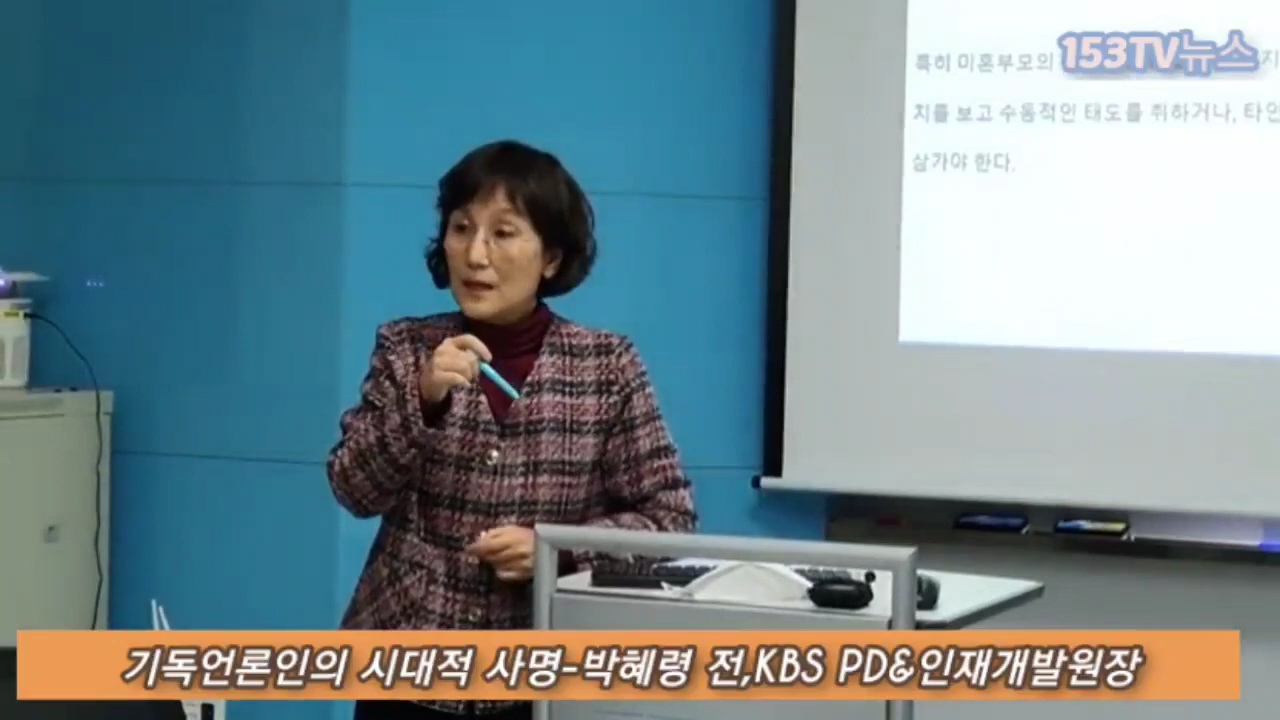 153TV뉴스
특히 미혼부모의
치를 보고 수동적인 태도를 취하거나, 타인
삼가야 한다.
기독언론인의 시대적 사명-박혜령 전,KBS PD&인재개발원장